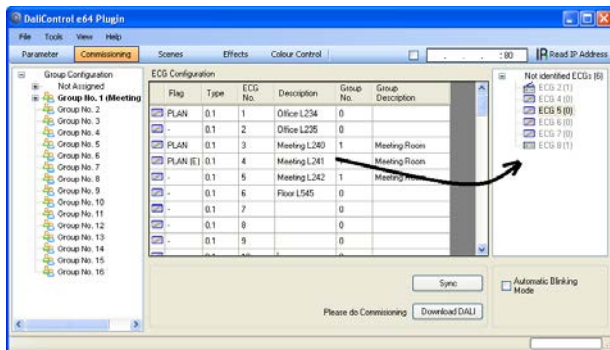 DaliControl e64 Plugin
File Tools View Help
Parameter Commissioning Scenes Effects Colour Control . . . :80 Read IP Address
Group Configuration
Not Assigned
Group No. 1 (Meeting
Group No. 2
Group No. 3
Group No. 4
Group No. 5
Group No. 6
Group No. 7
Group No. 8
Group No. 9
Group No. 10
Group No. 11
Group No. 12
Group No. 13
Group No. 14
Group No. 15
Group No. 16
ECG Configuration
Flag Type ECG No. Description Group No. Group Description
PLAN 0.1 1 Office L234 0
- 0.1 2 Office L235 0
PLAN 0.1 3 Meeting L240 1 Meeting Room
PLAN (E) 0.1 4 Meeting L241 1 Meeting Room
- 0.1 5 Meeting L242 1 Meeting Room
- 0.1 6 Floor L545 0
- 0.1 7 0
- 0.1 8 0
- 0.1 9 0
Sync
Please do Commisioning Download DALI
Not identified ECGs (6)
ECG 2 (1)
ECG 4 (0)
ECG 5 (0)
ECG 6 (0)
ECG 7 (0)
ECG 8 (1)
Automatic Blinking
Mode